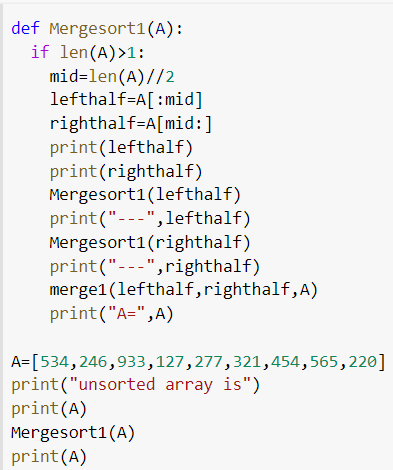 def Mergesort1(A):
  if len(A)>1:
    mid=len(A)//2
    lefthalf=A[:mid]
    righthalf=A[mid:]
    print(lefthalf)
    print(righthalf)
    Mergesort1(lefthalf)
    print("---",lefthalf)
    Mergesort1(righthalf)
    print("---",righthalf)
    merge1(lefthalf,righthalf,A)
    print("A=",A)

A=[534,246,933,127,277,321,454,565,220]
print("unsorted array is")
print(A)
Mergesort1(A)
print(A)